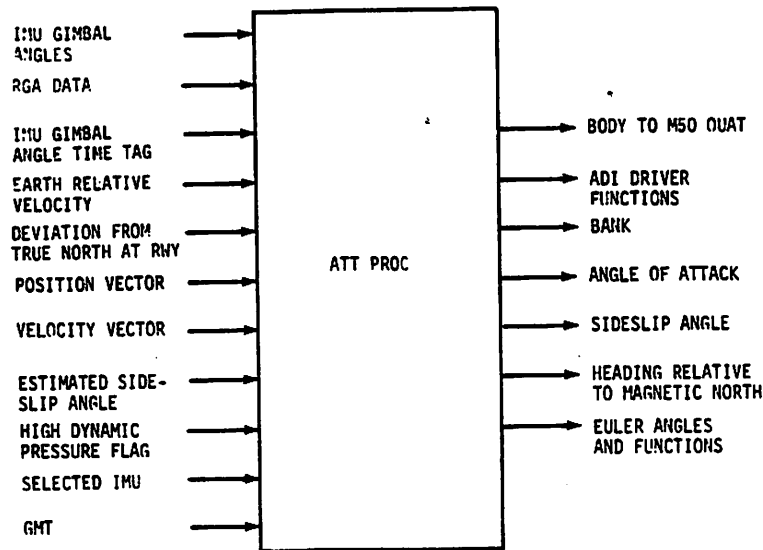 IMU GIMBAL
ANGLES
RGA DATA
IMU GIMBAL
ANGLE TIME TAG
EARTH RELATIVE
VELOCITY
DEVIATION FROM
TRUE NORTH AT RWY
POSITION VECTOR
VELOCITY VECTOR
ESTIMATED SIDE-
SLIP ANGLE
HIGH DYNAMIC
PRESSURE FLAG
SELECTED IMU
GMT
ATT PROC
BODY TO M50 QUAT
ADI DRIVER
FUNCTIONS
BANK
ANGLE OF ATTACK
SIDESLIP ANGLE
HEADING RELATIVE
TO MAGNETIC NORTH
EULER ANGLES
AND FUNCTIONS